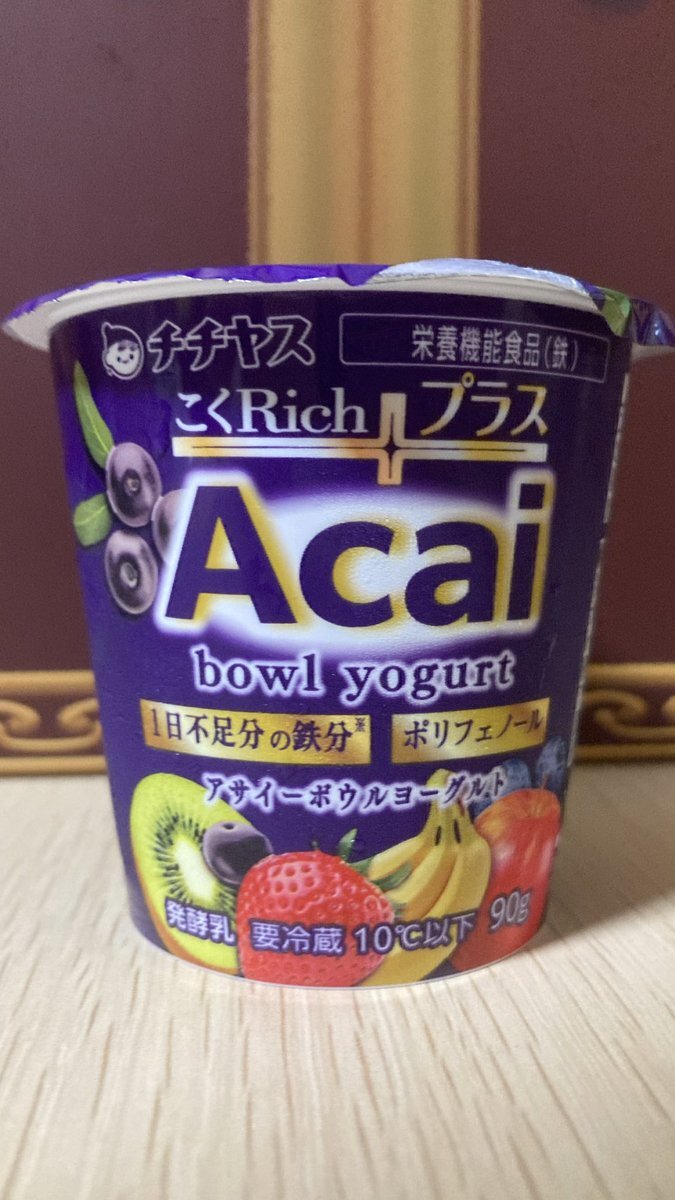 チチヤス
栄養機能食品(鉄)
こくRich プラス
Acai
bowl yogurt
1日不足分の鉄分※ ポリフェノール
アサイーボウルヨーグルト
発酵乳 要冷蔵 10℃以下 90g